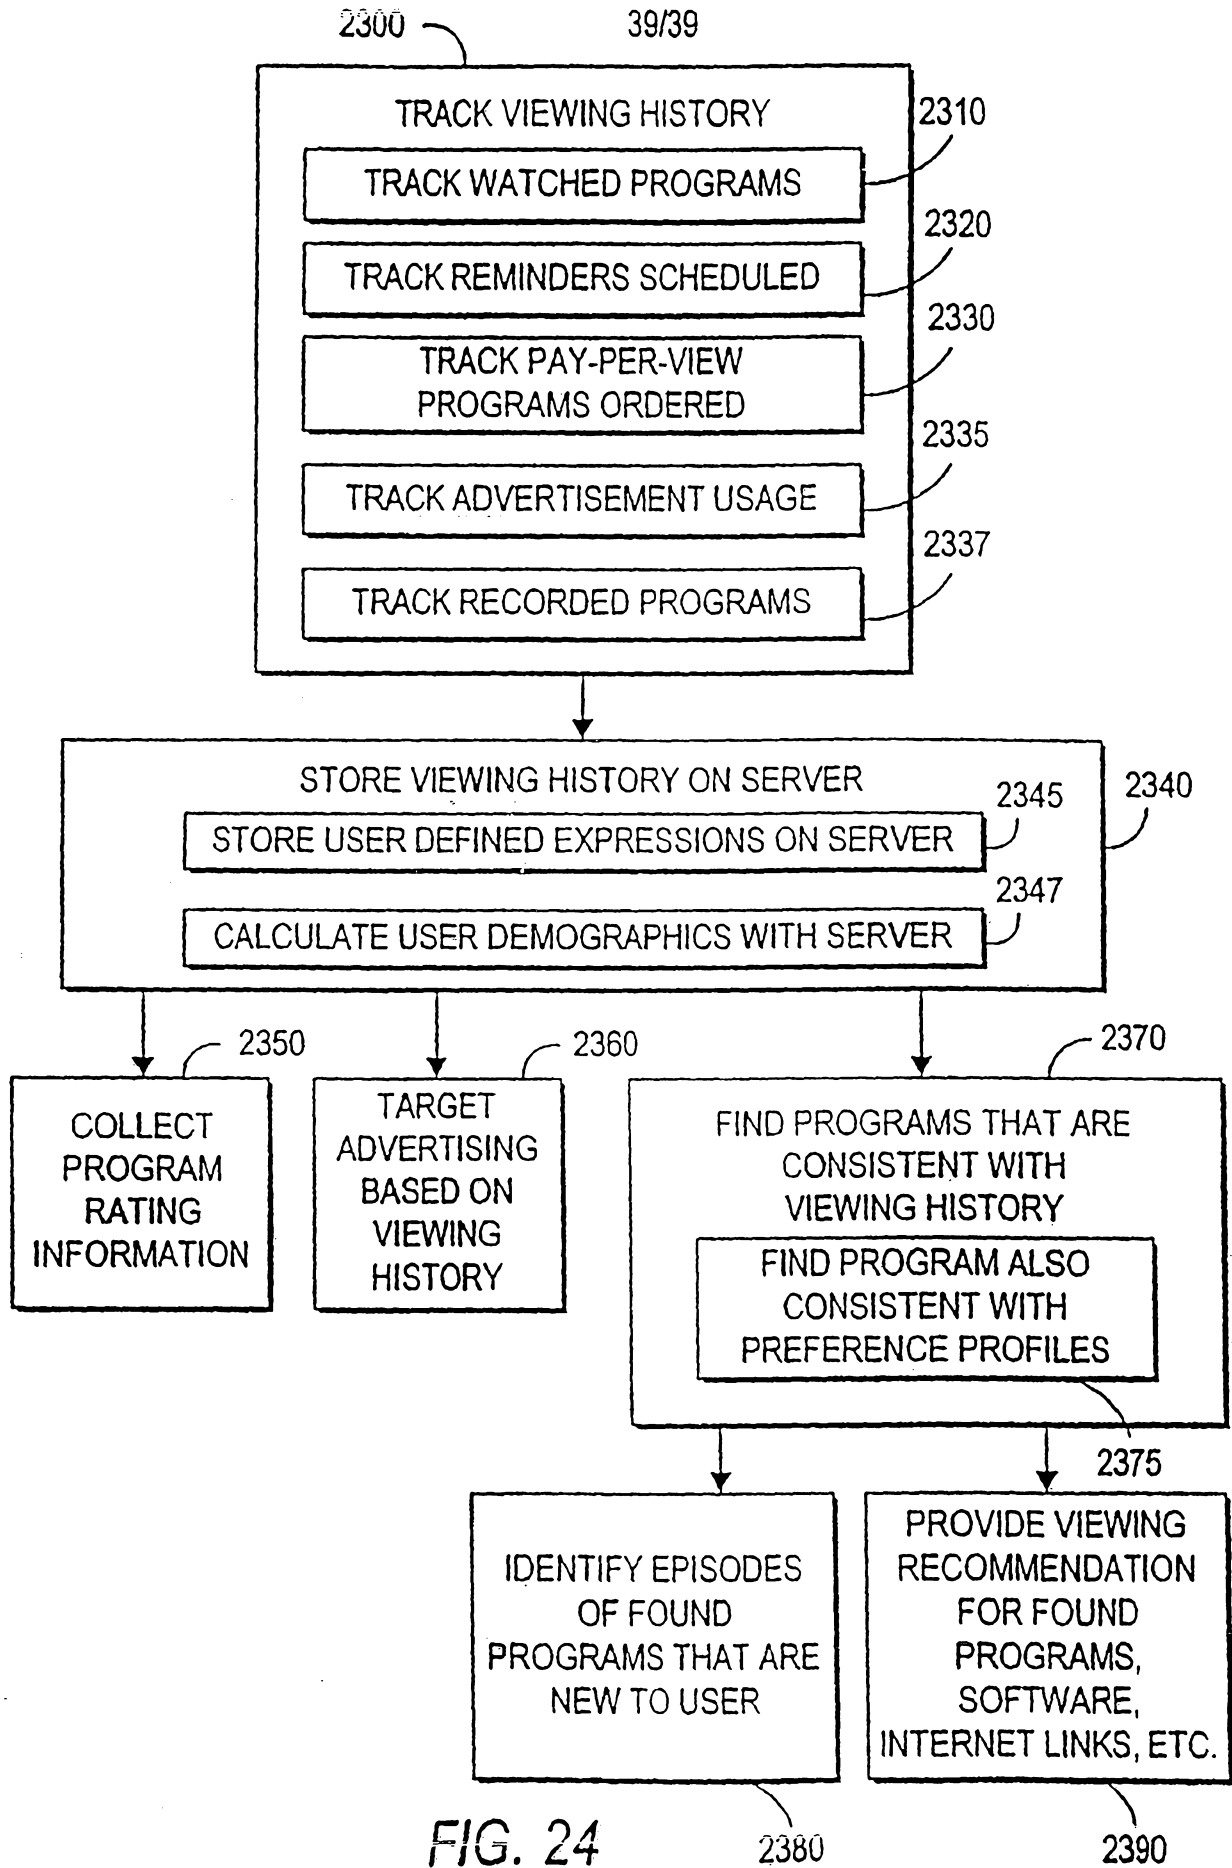 2300
39/39
TRACK VIEWING HISTORY
2310
TRACK WATCHED PROGRAMS
2320
TRACK REMINDERS SCHEDULED
2330
TRACK PAY-PER-VIEW
PROGRAMS ORDERED
2335
TRACK ADVERTISEMENT USAGE
2337
TRACK RECORDED PROGRAMS
STORE VIEWING HISTORY ON SERVER
2340
2345
STORE USER DEFINED EXPRESSIONS ON SERVER
2347
CALCULATE USER DEMOGRAPHICS WITH SERVER
2350
COLLECT
PROGRAM
RATING
INFORMATION
2360
TARGET
ADVERTISING
BASED ON
VIEWING
HISTORY
2370
FIND PROGRAMS THAT ARE
CONSISTENT WITH
VIEWING HISTORY
FIND PROGRAM ALSO
CONSISTENT WITH
PREFERENCE PROFILES
2375
IDENTIFY EPISODES
OF FOUND
PROGRAMS THAT ARE
NEW TO USER
2380
PROVIDE VIEWING
RECOMMENDATION
FOR FOUND
PROGRAMS,
SOFTWARE,
INTERNET LINKS, ETC.
2390
FIG. 24